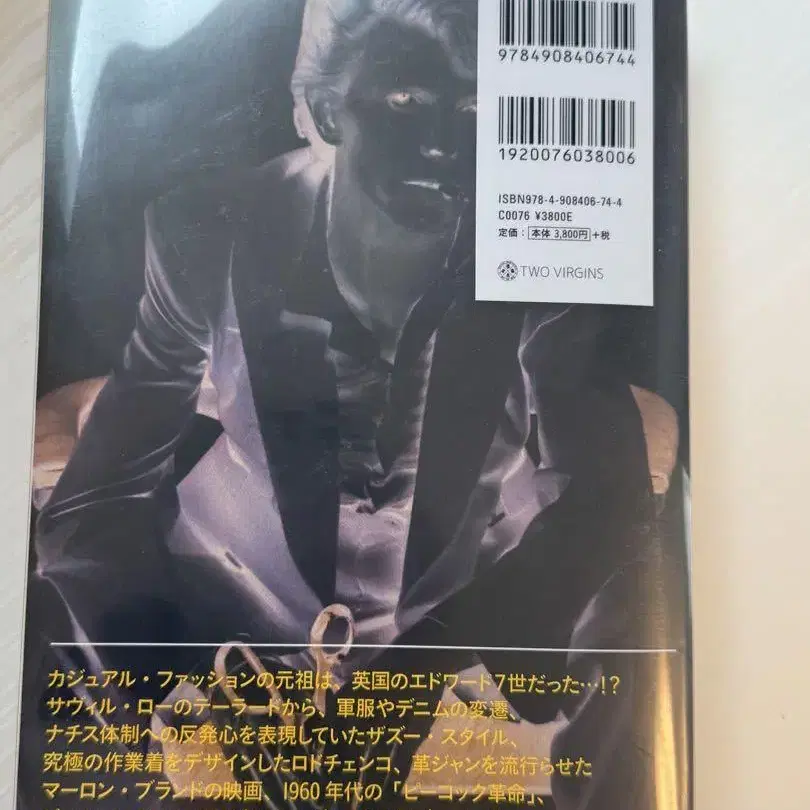 9784908406744
1920076038006
ISBN978-4-908406-74-4
C0076 ¥3800E
定価：本体 3,800円+税
TWO VIRGINS
カジュアル・ファッションの元祖は、英国のエドワード7世だった…!?
サヴィル・ローのテーラードから、軍服やデニムの変遷、
ナチス体制への反発心を表現していたザズー・スタイル、
究極の作業着をデザインしたロドチェンコ、革ジャンを流行らせた
マーロン・ブランドの映画、1960年代の「ピーコック革命」、